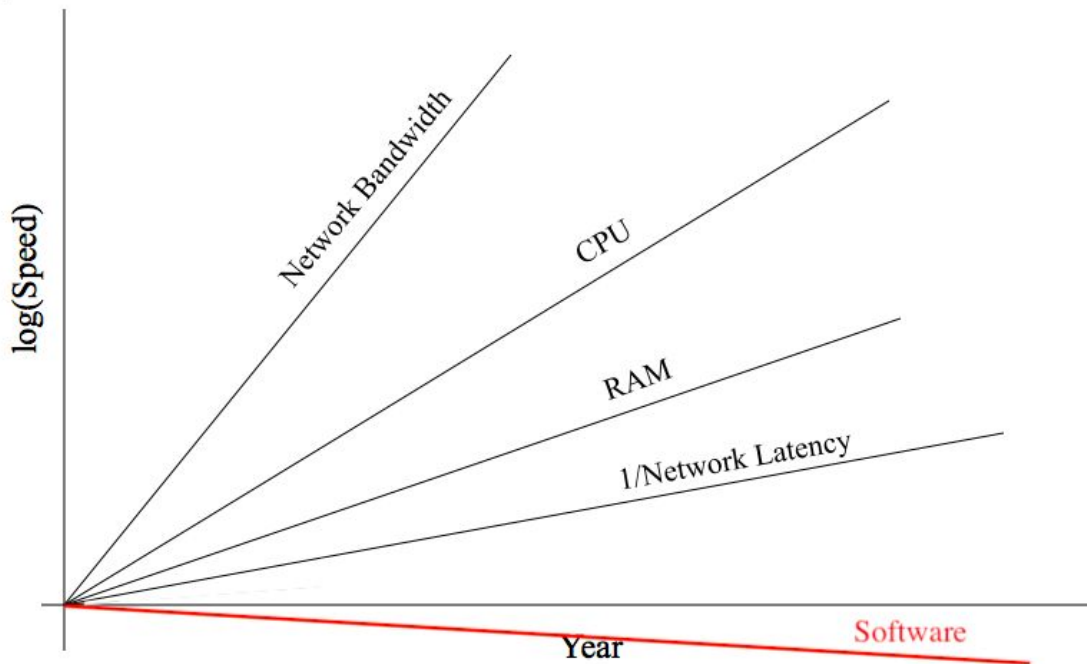 log(Speed)
Network Bandwidth
CPU
RAM
1/Network Latency
Software
Year